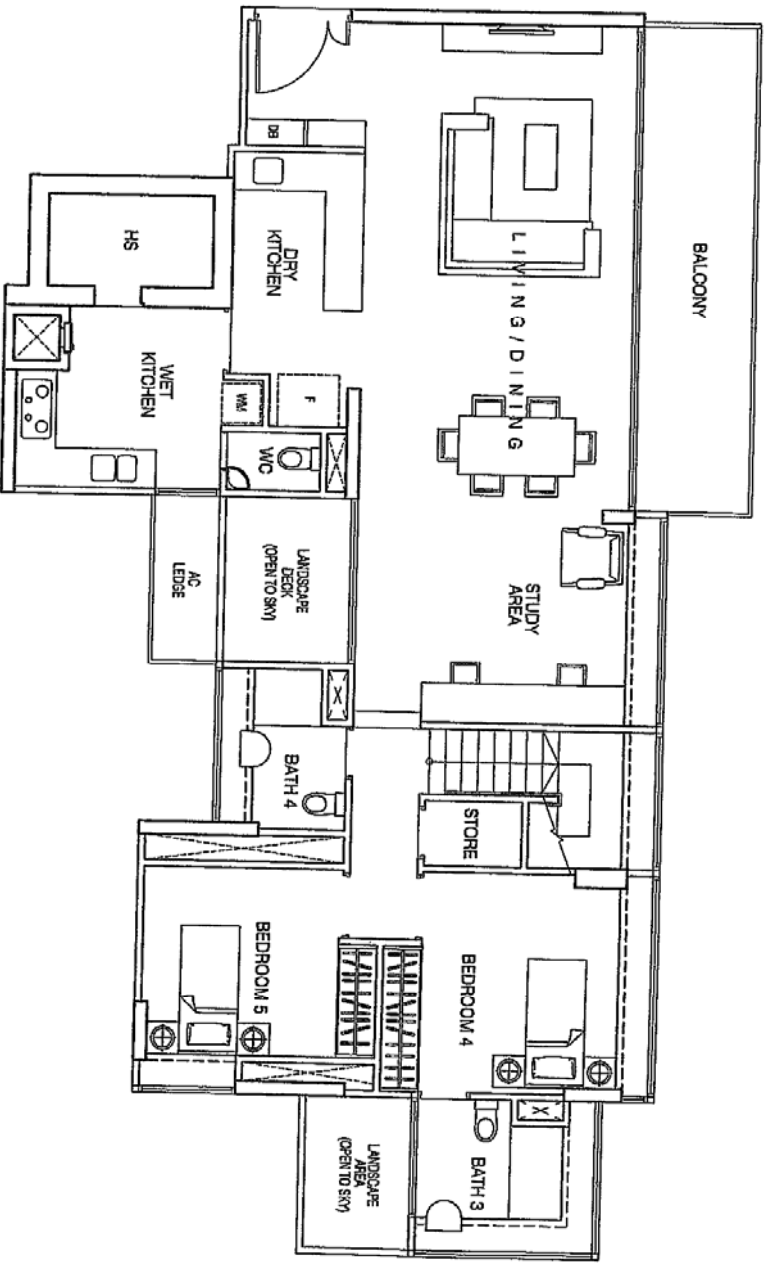 BALCONY
LIVING / DINING
DB
DRY
KITCHEN
HS
WET
KITCHEN
F
WM
WC
STUDY
AREA
LANDSCAPE
DECK
(OPEN TO SKY)
AC
LEDGE
BATH 4
STORE
BEDROOM 4
BEDROOM 5
BATH 3
LANDSCAPE
AREA
(OPEN TO SKY)